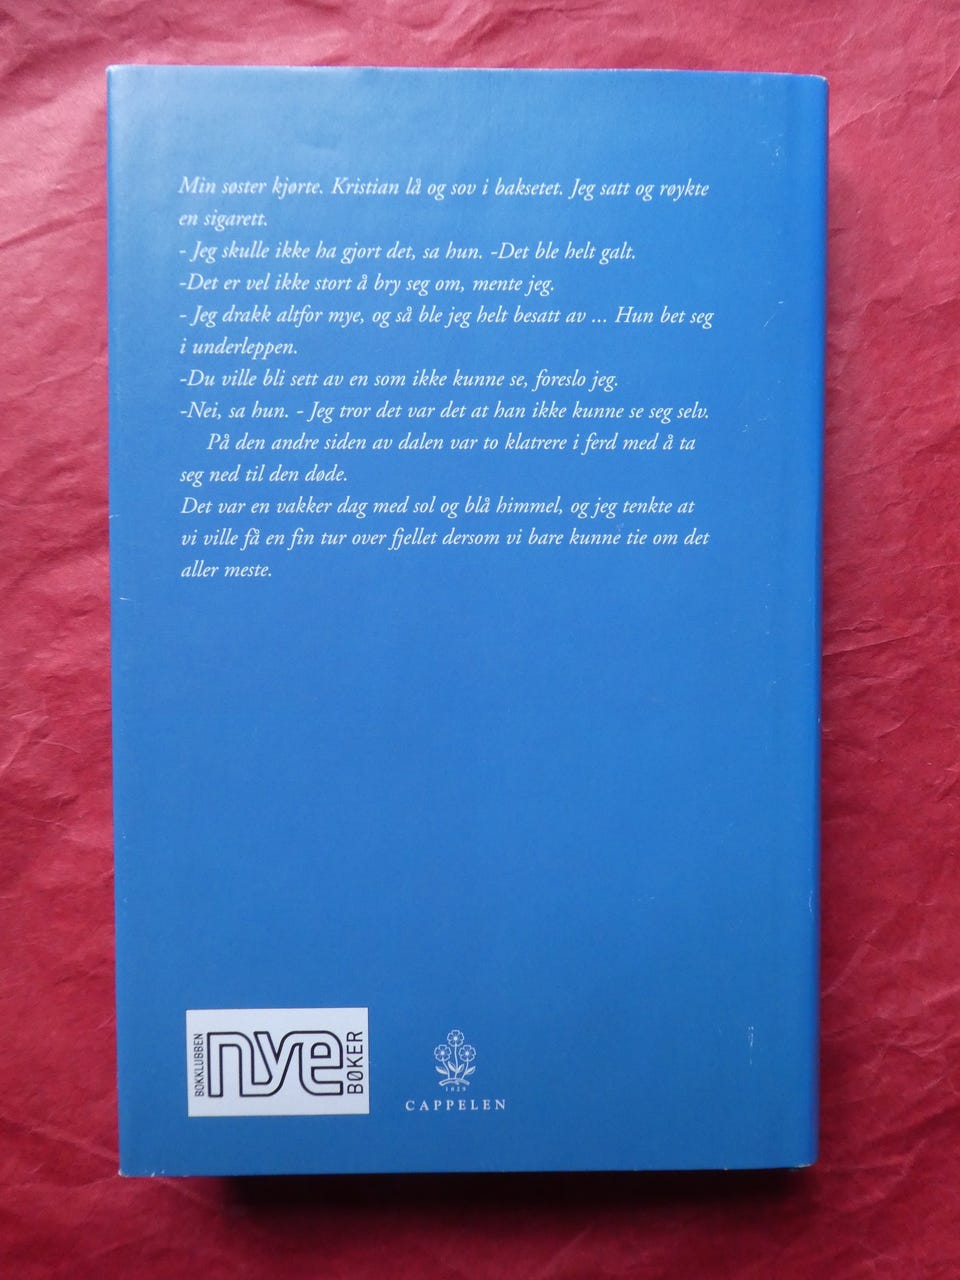 Min søster kjørte. Kristian lå og sov i baksetet. Jeg satt og røykte
en sigarett.
- Jeg skulle ikke ha gjort det, sa hun. -Det ble helt galt.
-Det er vel ikke stort å bry seg om, mente jeg.
- Jeg drakk altfor mye, og så ble jeg helt besatt av ... Hun bet seg
i underleppen.
-Du ville bli sett av en som ikke kunne se, foreslo jeg.
-Nei, sa hun. - Jeg tror det var det at han ikke kunne se seg selv.
På den andre siden av dalen var to klatrere i ferd med å ta
seg ned til den døde.
Det var en vakker dag med sol og blå himmel, og jeg tenkte at
vi ville få en fin tur over fjellet dersom vi bare kunne tie om det
aller meste.
BOKKLUBBEN
nye
BØKER
1829
CAPPELEN